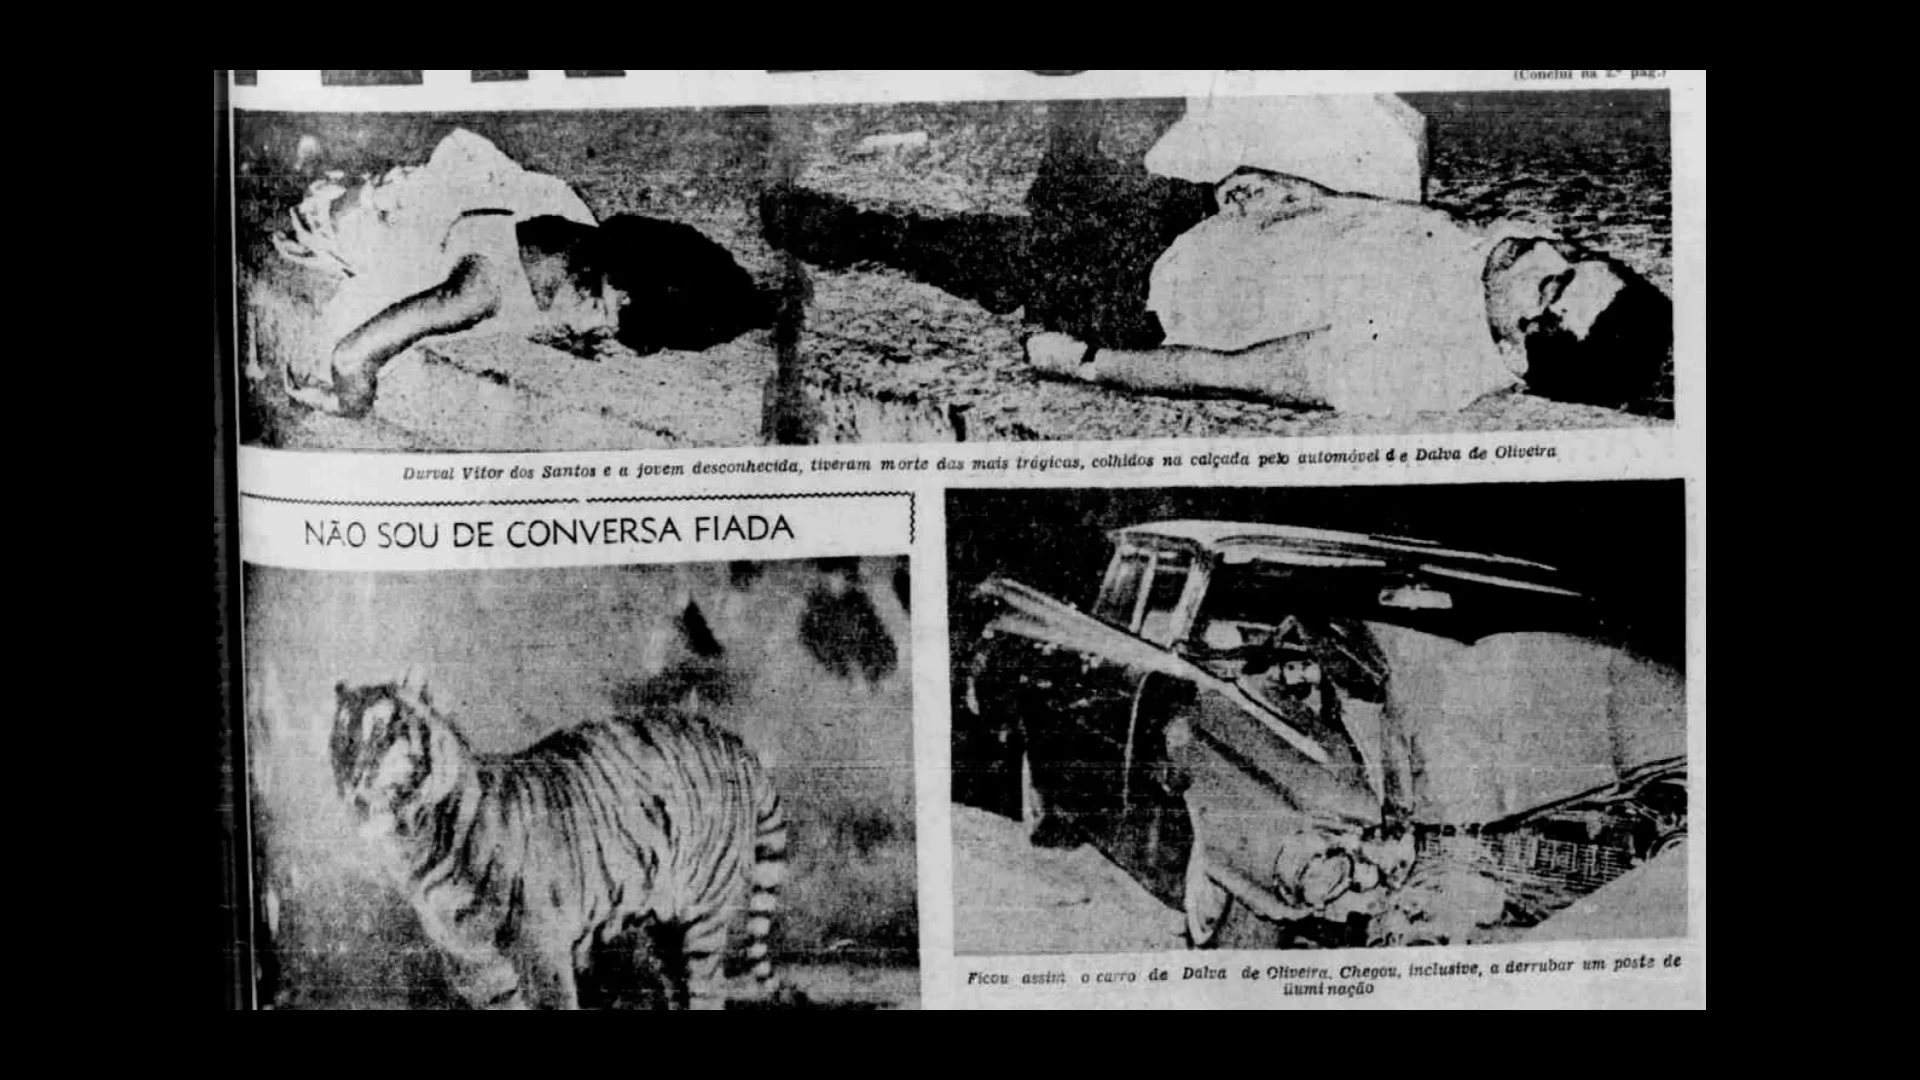 (Conclui na 2ª pag.)
Durval Vitor dos Santos e a jovem desconhecida, tiveram morte das mais trágicas, colhidos na calçada pelo automóvel de Dalva de Oliveira
NÃO SOU DE CONVERSA FIADA
Ficou assim o carro de Dalva de Oliveira. Chegou, inclusive, a derrubar um poste de
iluminação